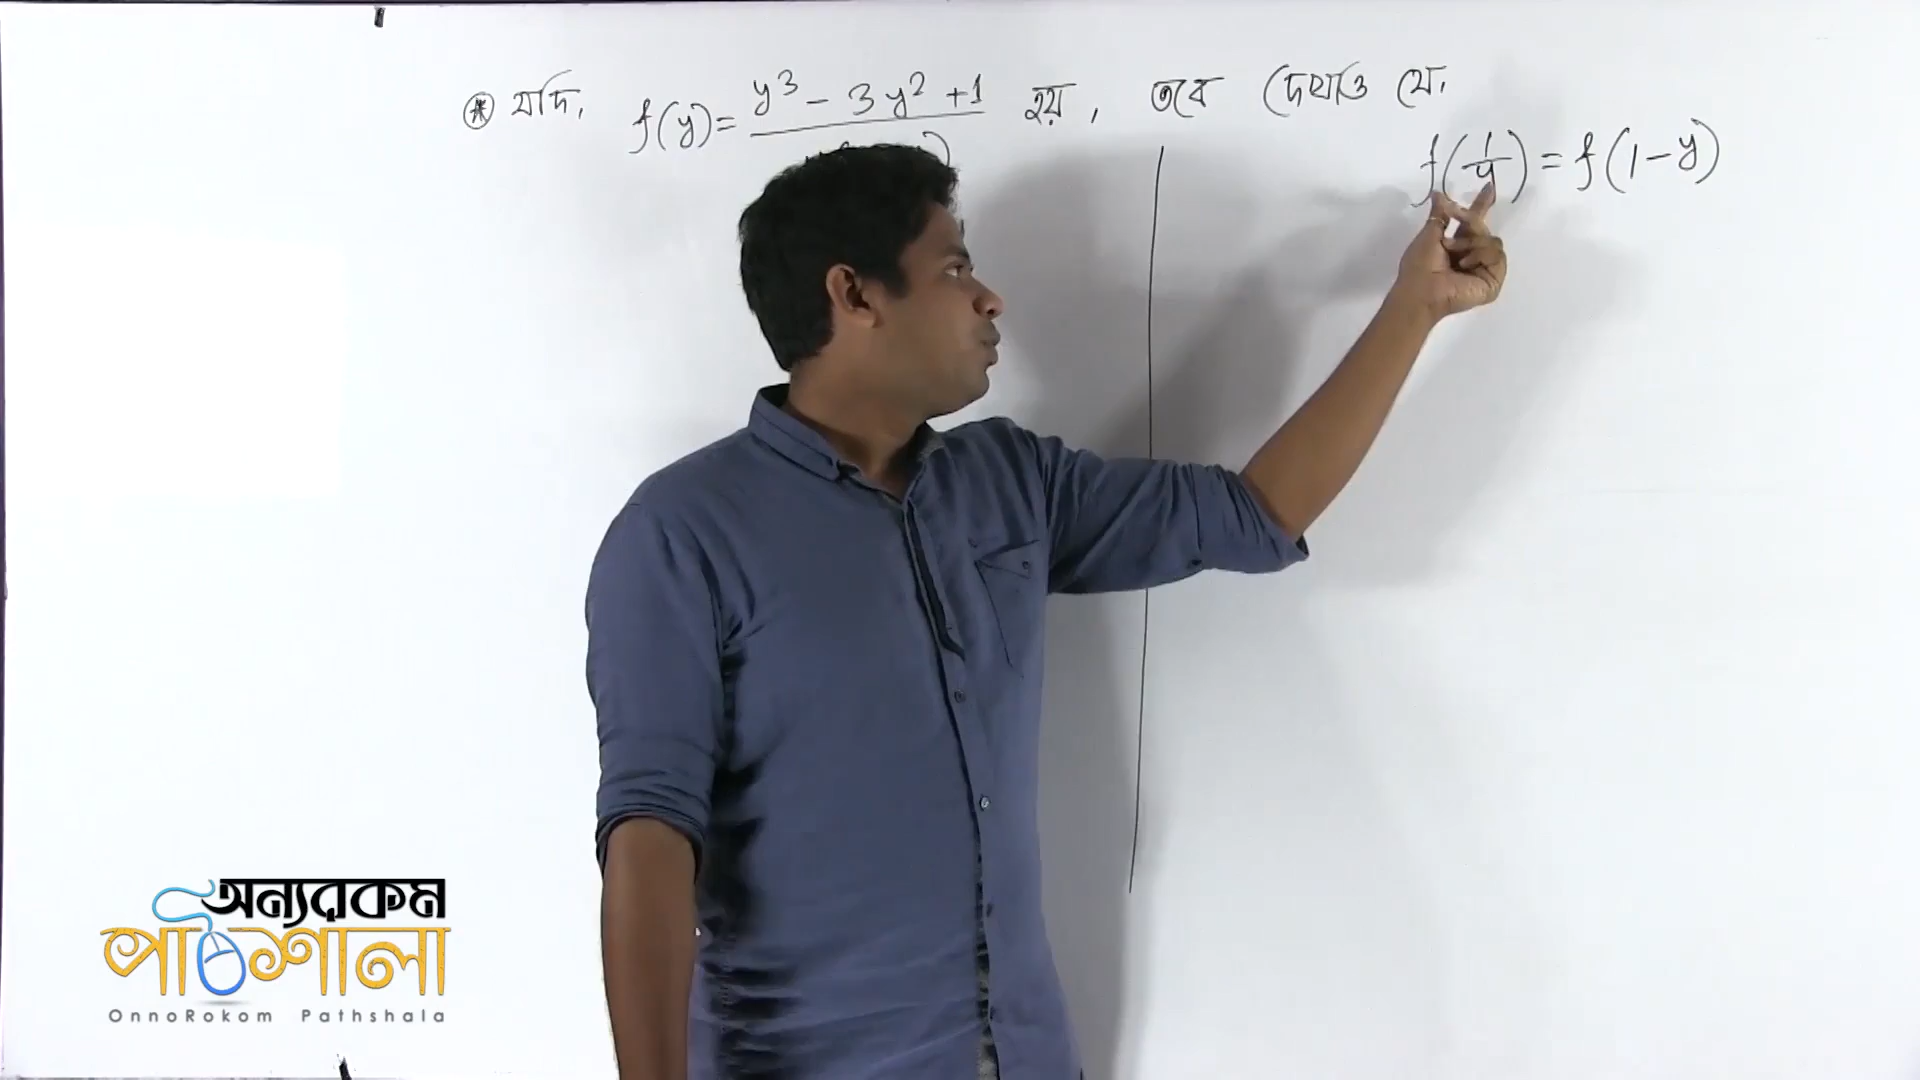 * যদি, f(y) = y³ - 3y² + 1 হয়, তবে দেখাও যে,
f(1/y) = f(1-y)
অন্যরকম
পাঠশালা
OnnoRokom Pathshala